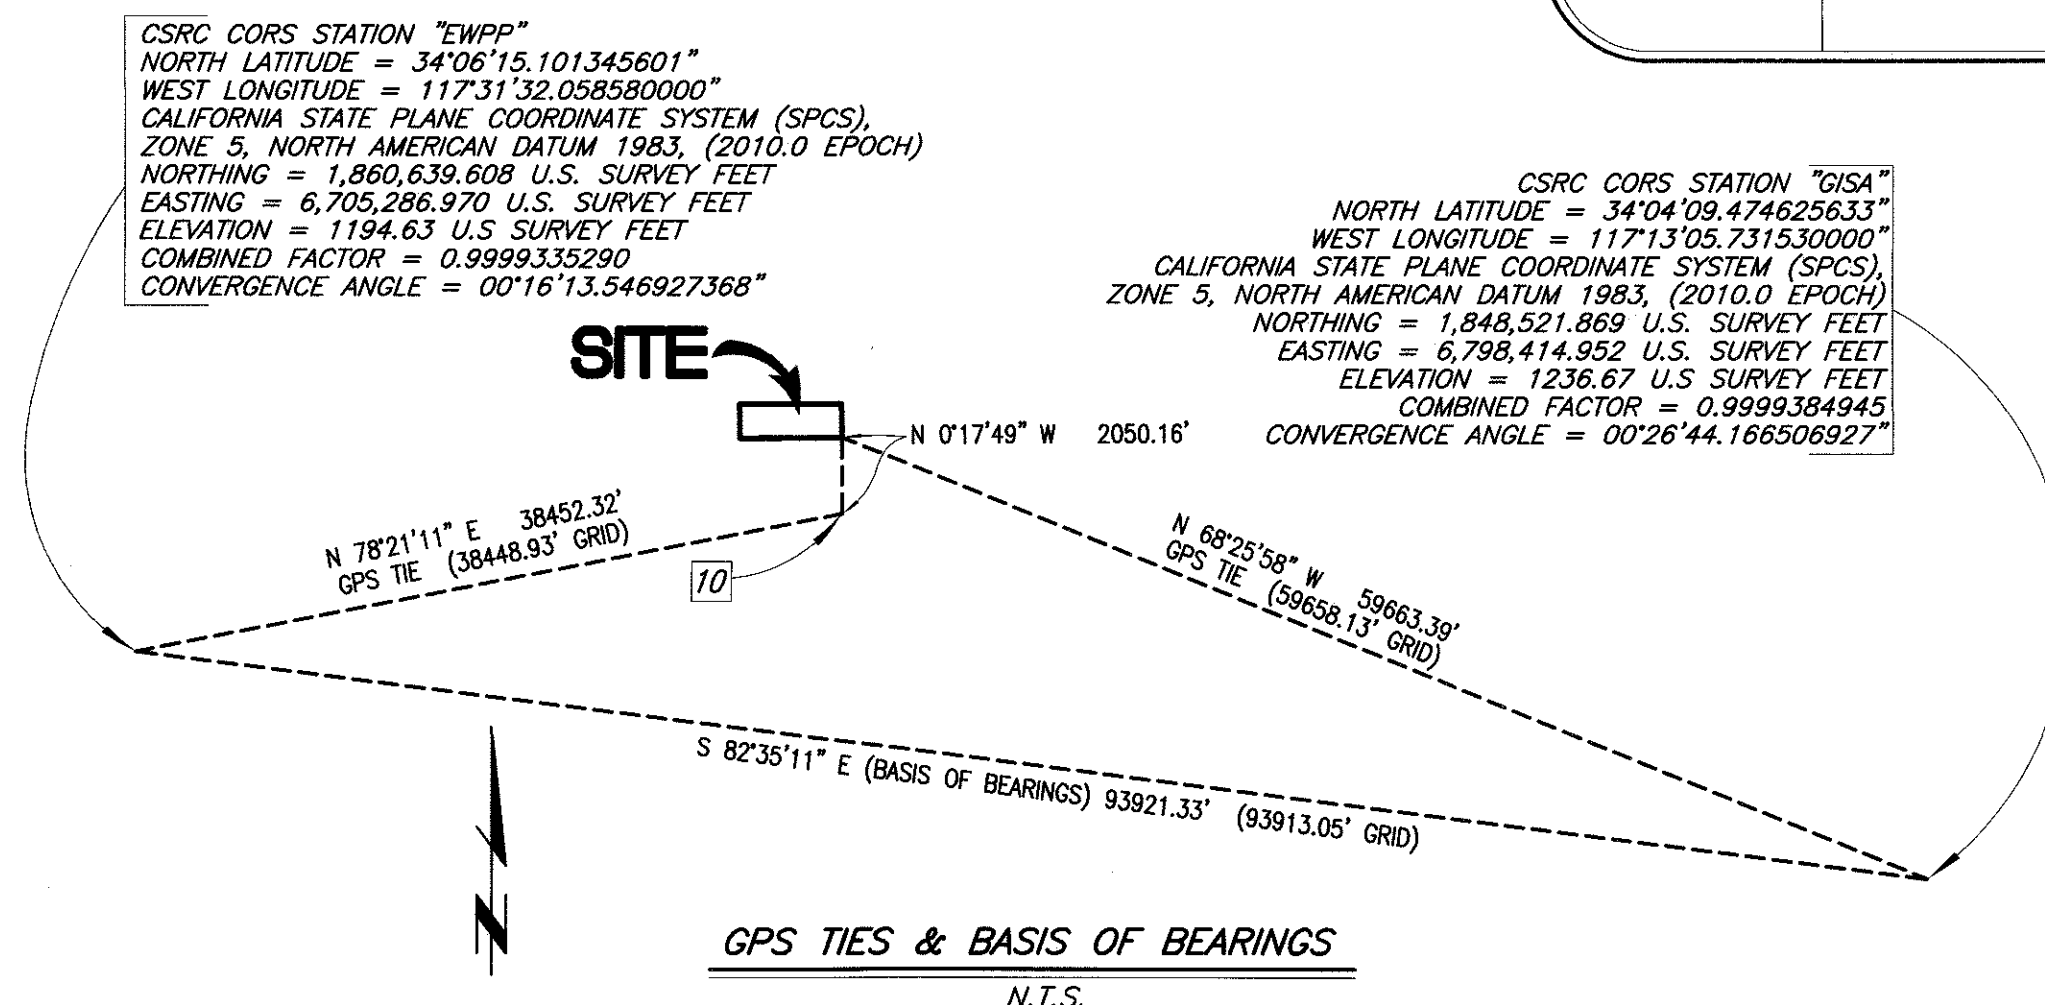 CSRC CORS STATION "EWPP"
NORTH LATITUDE = 34°06'15.101345601"
WEST LONGITUDE = 117°31'32.058580000"
CALIFORNIA STATE PLANE COORDINATE SYSTEM (SPCS),
ZONE 5, NORTH AMERICAN DATUM 1983, (2010.0 EPOCH)
NORTHING = 1,860,639.608 U.S. SURVEY FEET
EASTING = 6,705,286.970 U.S. SURVEY FEET
ELEVATION = 1194.63 U.S SURVEY FEET
COMBINED FACTOR = 0.9999335290
CONVERGENCE ANGLE = 00°16'13.546927368"
CSRC CORS STATION "GISA"
NORTH LATITUDE = 34°04'09.474625633"
WEST LONGITUDE = 117°13'05.731530000"
CALIFORNIA STATE PLANE COORDINATE SYSTEM (SPCS),
ZONE 5, NORTH AMERICAN DATUM 1983, (2010.0 EPOCH)
NORTHING = 1,848,521.869 U.S. SURVEY FEET
EASTING = 6,798,414.952 U.S. SURVEY FEET
ELEVATION = 1236.67 U.S SURVEY FEET
COMBINED FACTOR = 0.9999384945
CONVERGENCE ANGLE = 00°26'44.166506927"
SITE
N 0°17'49" W 2050.16'
N 78°21'11" E 38452.32'
GPS TIE (38448.93' GRID)
10
N 68°25'58" W 59663.39'
GPS TIE (59658.13' GRID)
S 82°35'11" E (BASIS OF BEARINGS) 93921.33' (93913.05' GRID)
N
GPS TIES & BASIS OF BEARINGS
N.T.S.